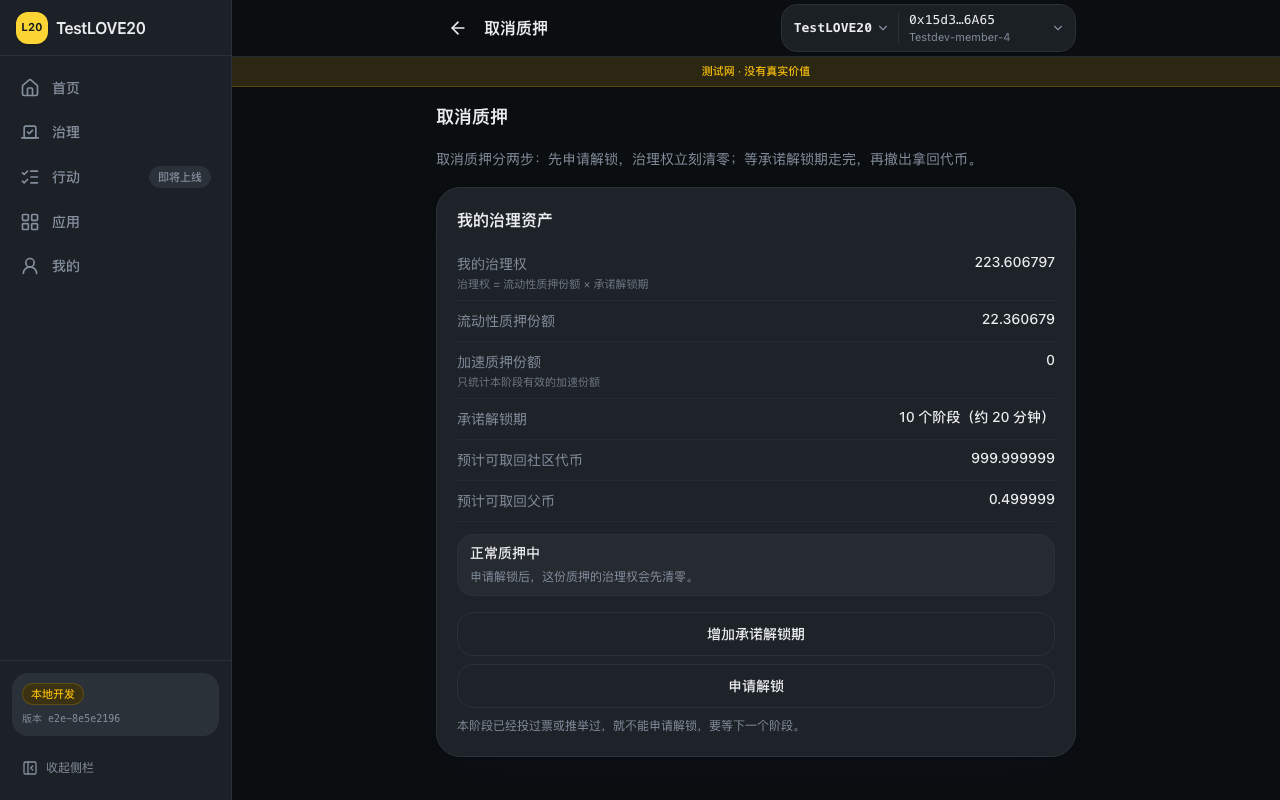 L20 TestLOVE20
首页
治理
行动 即将上线
应用
我的
本地开发
版本 e2e-8e5e2196
收起侧栏
取消质押
TestLOVE20
0x15d3…6A65
Testdev-member-4
测试网 · 没有真实价值
取消质押
取消质押分两步：先申请解锁，治理权立刻清零；等承诺解锁期走完，再撤出拿回代币。
我的治理资产
我的治理权 223.606797
治理权 = 流动性质押份额 × 承诺解锁期
流动性质押份额 22.360679
加速质押份额 0
只统计本阶段有效的加速份额
承诺解锁期 10 个阶段（约 20 分钟）
预计可取回社区代币 999.999999
预计可取回父币 0.499999
正常质押中
申请解锁后，这份质押的治理权会先清零。
增加承诺解锁期
申请解锁
本阶段已经投过票或推举过，就不能申请解锁，要等下一个阶段。